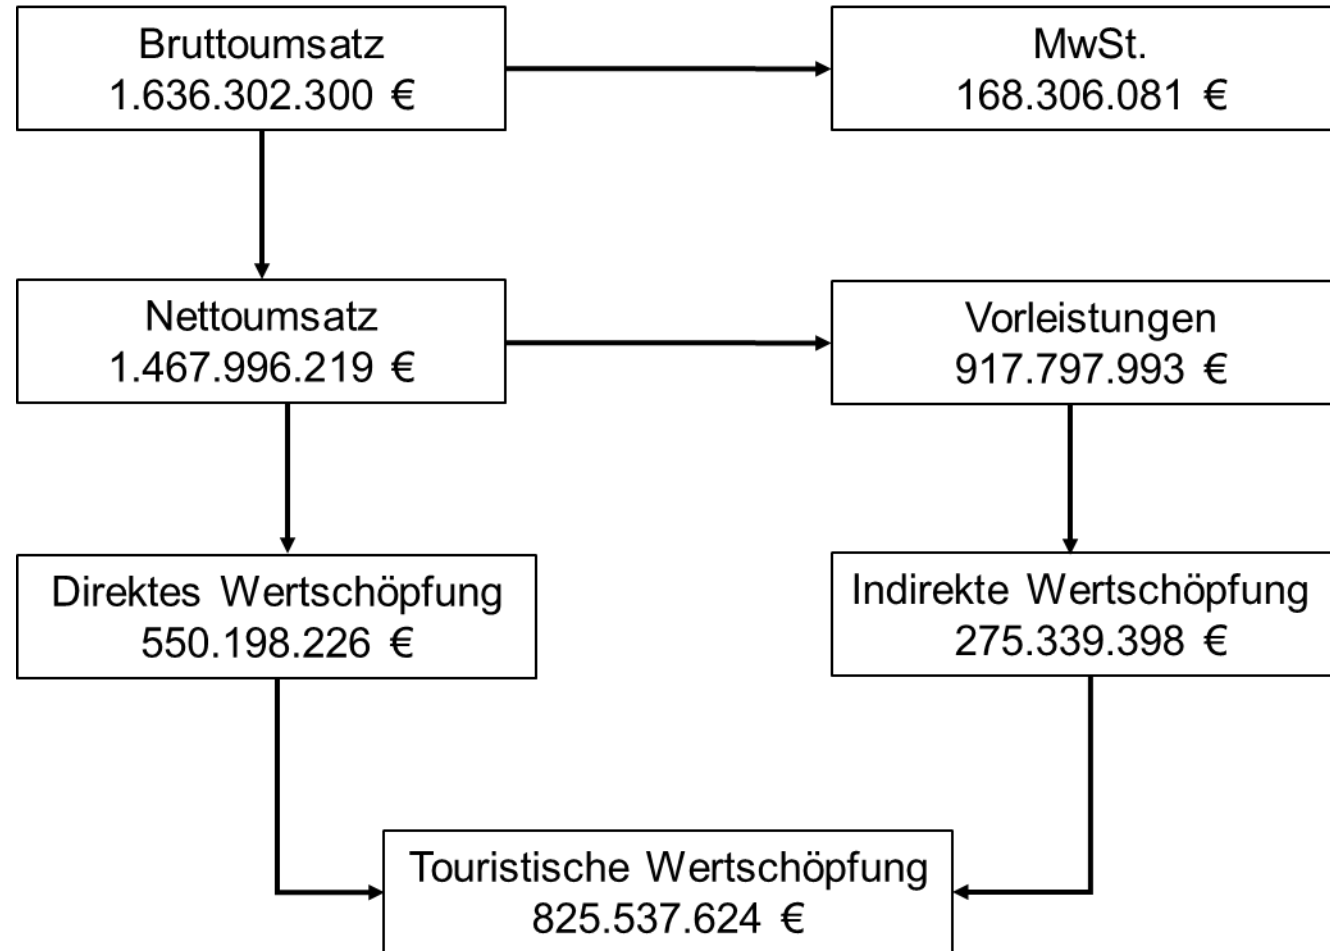 Bruttoumsatz
1.636.302.300 €
MwSt.
168.306.081 €
Nettoumsatz
1.467.996.219 €
Vorleistungen
917.797.993 €
Direktes Wertschöpfung
550.198.226 €
Indirekte Wertschöpfung
275.339.398 €
Touristische Wertschöpfung
825.537.624 €